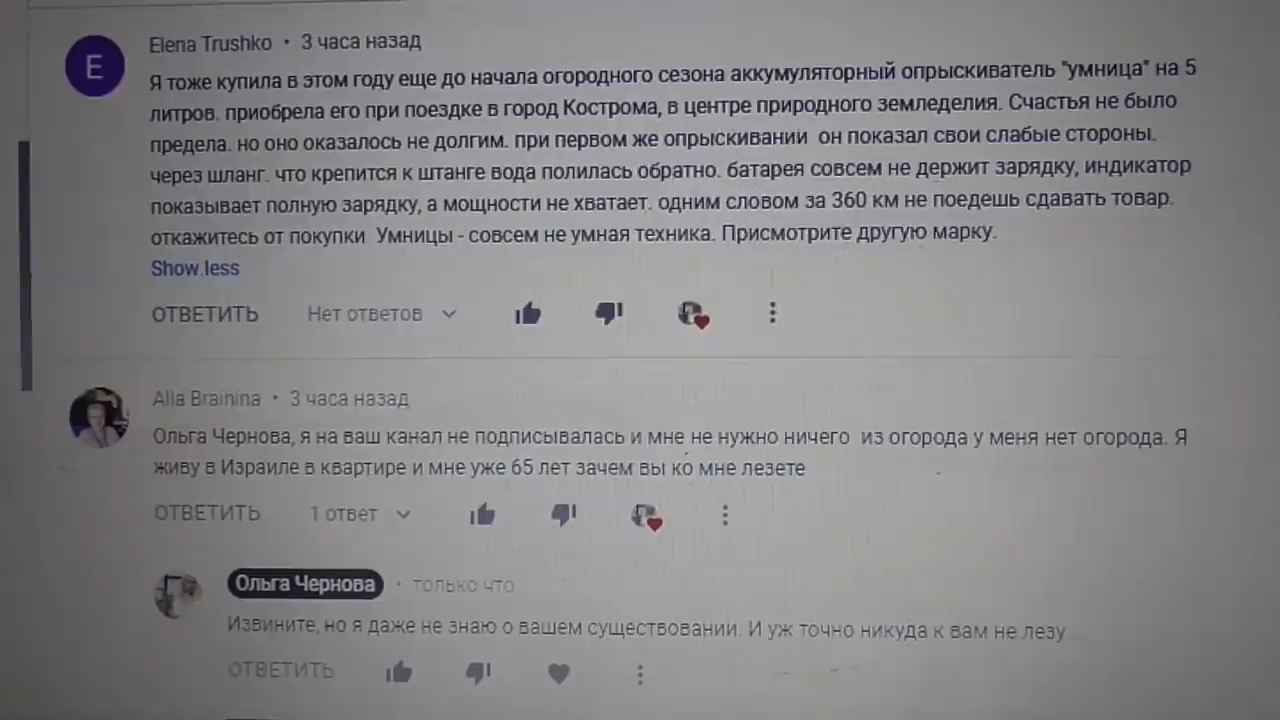 E
Elena Trushko • 3 часа назад
Я тоже купила в этом году еще до начала огородного сезона аккумуляторный опрыскиватель "умница" на 5
литров. приобрела его при поездке в город Кострома, в центре природного земледелия. Счастья не было
предела. но оно оказалось не долгим. при первом же опрыскивании он показал свои слабые стороны.
через шланг. что крепится к штанге вода полилась обратно. батарея совсем не держит зарядку, индикатор
показывает полную зарядку, а мощности не хватает. одним словом за 360 км не поедешь сдавать товар.
откажитесь от покупки Умницы - совсем не умная техника. Присмотрите другую марку.
Show less
ОТВЕТИТЬ Нет ответов
Alla Brainina • 3 часа назад
Ольга Чернова, я на ваш канал не подписывалась и мне не нужно ничего из огорода у меня нет огорода. Я
живу в Израиле в квартире и мне уже 65 лет зачем вы ко мне лезете
ОТВЕТИТЬ 1 ответ
Ольга Чернова • только что
Извините, но я даже не знаю о вашем существовании. И уж точно никуда к вам не лезу
ОТВЕТИТЬ